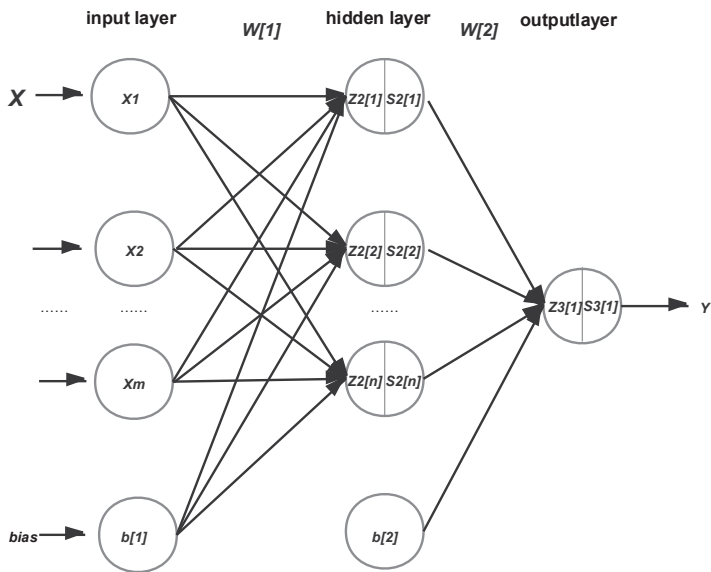 input layer W[1] hidden layer W[2] outputlayer
X X1 Z2[1] S2[1]
X2 Z2[2] S2[2]
...... ...... ......
Z3[1] S3[1] Y
Xm Z2[n] S2[n]
bias b[1] b[2]